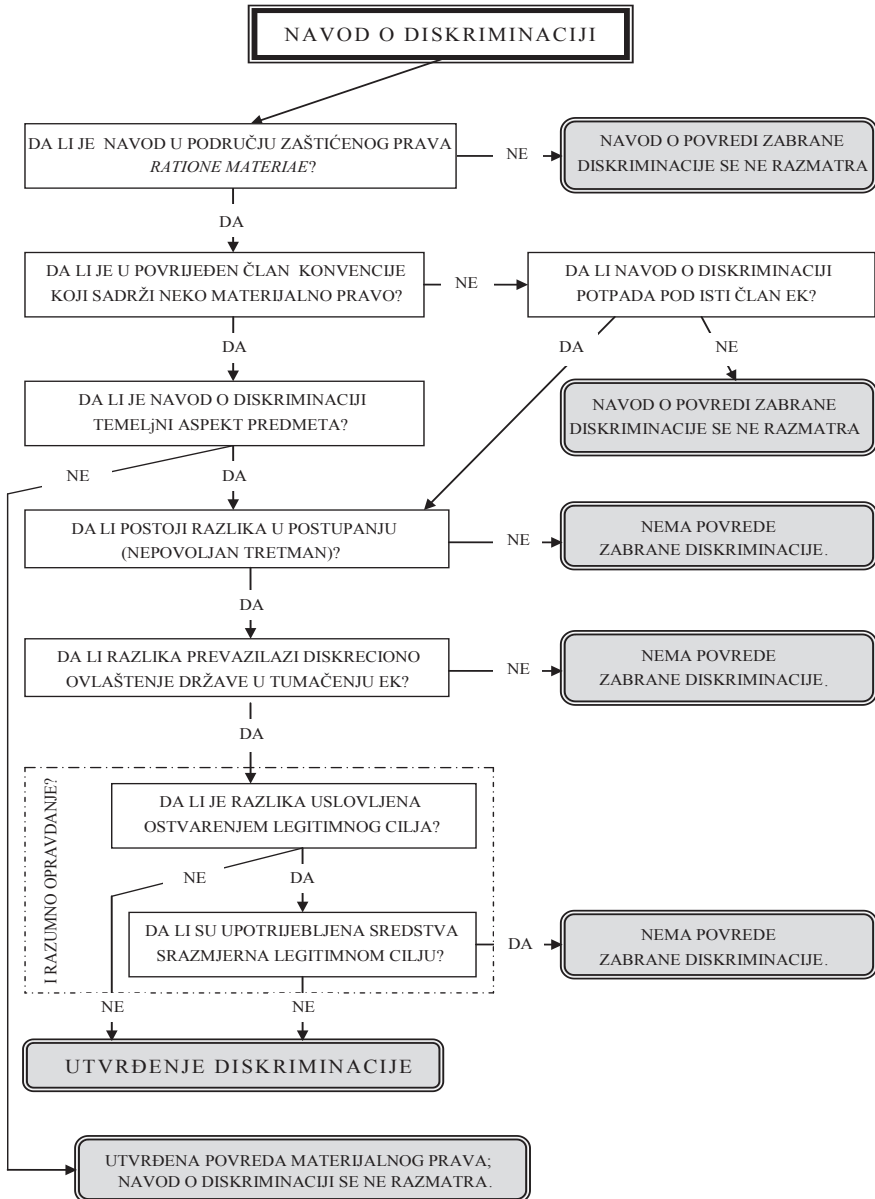 NAVOD O DISKRIMINACIJI
DA LI JE NAVOD U PODRUČJU ZAŠTIĆENOG PRAVA
RATIONE MATERIAE?
NE
NAVOD O POVREDI ZABRANE
DISKRIMINACIJE SE NE RAZMATRA
DA
DA LI JE U POVRIJEĐEN ČLAN KONVENCIJE
KOJI SADRŽI NEKO MATERIJALNO PRAVO?
NE
DA LI NAVOD O DISKRIMINACIJI
POTPADA POD ISTI ČLAN EK?
DA
DA
NE
DA LI JE NAVOD O DISKRIMINACIJI
TEMELjNI ASPEKT PREDMETA?
NAVOD O POVREDI ZABRANE
DISKRIMINACIJE SE NE RAZMATRA
NE
DA
DA LI POSTOJI RAZLIKA U POSTUPANJU
(NEPOVOLJAN TRETMAN)?
NE
NEMA POVREDE
ZABRANE DISKRIMINACIJE.
DA
DA LI RAZLIKA PREVAZILAZI DISKRECIONO
OVLAŠTENJE DRŽAVE U TUMAČENJU EK?
NE
NEMA POVREDE
ZABRANE DISKRIMINACIJE.
DA
I RAZUMNO OPRAVDANJE?
DA LI JE RAZLIKA USLOVLJENA
OSTVARENJEM LEGITIMNOG CILJA?
NE
DA
DA LI SU UPOTRIJEBLJENA SREDSTVA
SRAZMJERNA LEGITIMNOM CILJU?
DA
NEMA POVREDE
ZABRANE DISKRIMINACIJE.
NE
NE
UTVRĐENJE DISKRIMINACIJE
UTVRĐENA POVREDA MATERIJALNOG PRAVA;
NAVOD O DISKRIMINACIJI SE NE RAZMATRA.